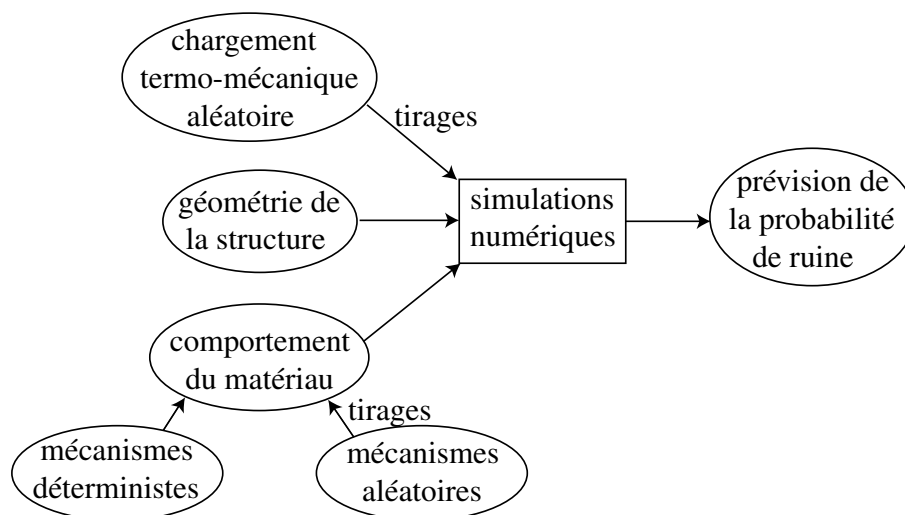 chargement
termo-mécanique
aléatoire
tirages
géométrie de
la structure
simulations
numériques
prévision de
la probabilité
de ruine
comportement
du matériau
tirages
mécanismes
déterministes
mécanismes
aléatoires